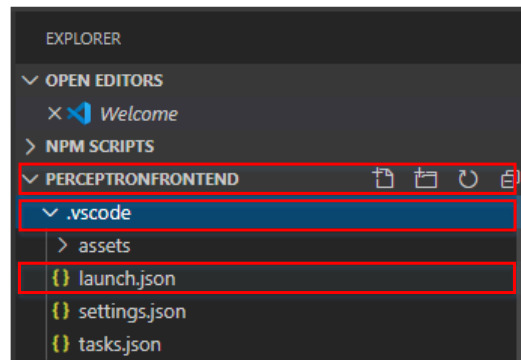 EXPLORER
OPEN EDITORS
Welcome
NPM SCRIPTS
PERCEPTRONFRONTEND
.vscode
assets
{} launch.json
{} settings.json
{} tasks.json